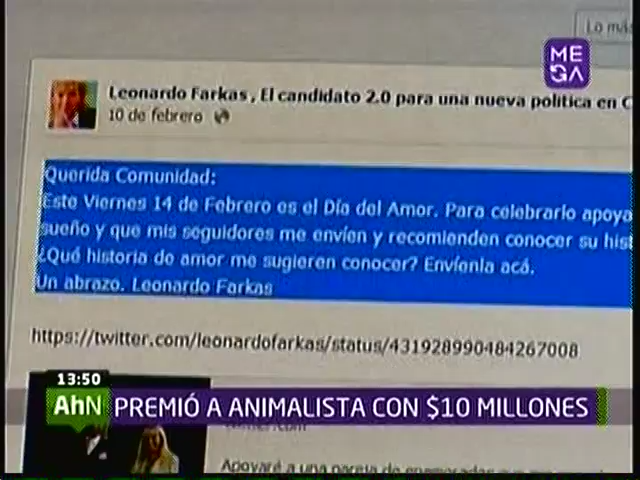 Lo más
MEGA
Leonardo Farkas, El candidato 2.0 para una nueva política en C
10 de febrero
Querida Comunidad:
Este Viernes 14 de Febrero es el Día del Amor. Para celebrarlo apoya
sueño y que mis seguidores me envíen y recomienden conocer su hist
¿Qué historia de amor me sugieren conocer? Envíenla acá.
Un abrazo. Leonardo Farkas
https://twitter.com/leonardofarkas/status/431928990484267008
13:50
AhN PREMIÓ A ANIMALISTA CON $10 MILLONES
Apoyaré a una pareja de enamorados que